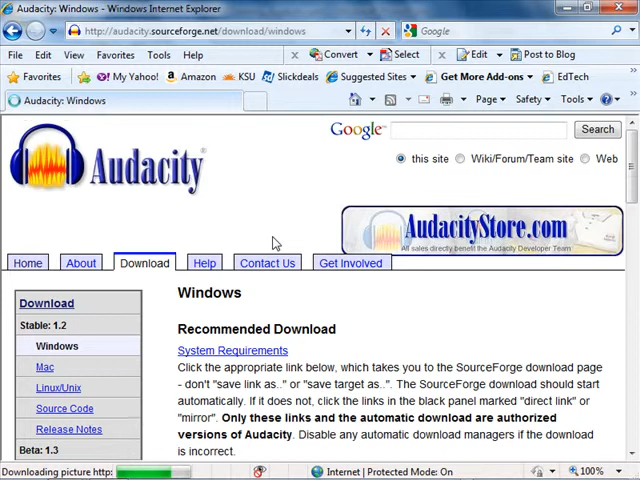 Audacity: Windows - Windows Internet Explorer
http://audacity.sourceforge.net/download/windows
Google
File Edit View Favorites Tools Help
x Convert Select
x Edit Post to Blog
Favorites Y! My Yahoo! Amazon KSU Slickdeals Suggested Sites Get More Add-ons EdTech
Audacity: Windows
Page Safety Tools
Audacity
Google Search
this site Wiki/Forum/Team site Web
AudacityStore.com
All sales directly benefit the Audacity Developer Team
Home About Download Help Contact Us Get Involved
Download
Stable: 1.2
Windows
Mac
Linux/Unix
Source Code
Release Notes
Beta: 1.3
Windows
Recommended Download
System Requirements
Click the appropriate link below, which takes you to the SourceForge download page
- don't "save link as.." or "save target as..". The SourceForge download should start
automatically. If it does not, click the links in the black panel marked "direct link" or
"mirror". Only these links and the automatic download are authorized
versions of Audacity. Disable any automatic download managers if the download
is incorrect.
Downloading picture http:
Internet | Protected Mode: On
100%